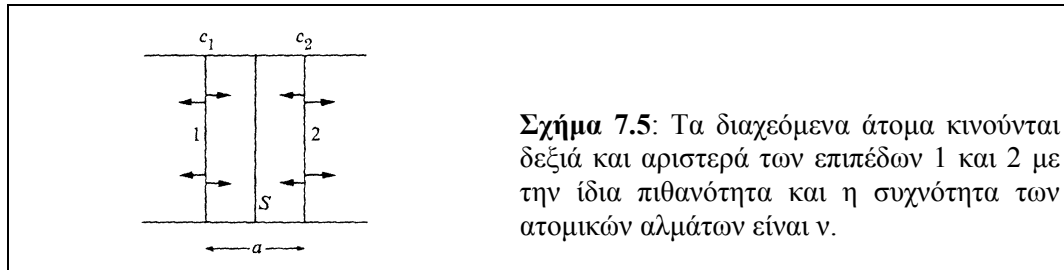 c₁ c₂
1 2
S
a
Σχήμα 7.5: Τα διαχεόμενα άτομα κινούνται
δεξιά και αριστερά των επιπέδων 1 και 2 με
την ίδια πιθανότητα και η συχνότητα των
ατομικών αλμάτων είναι ν.